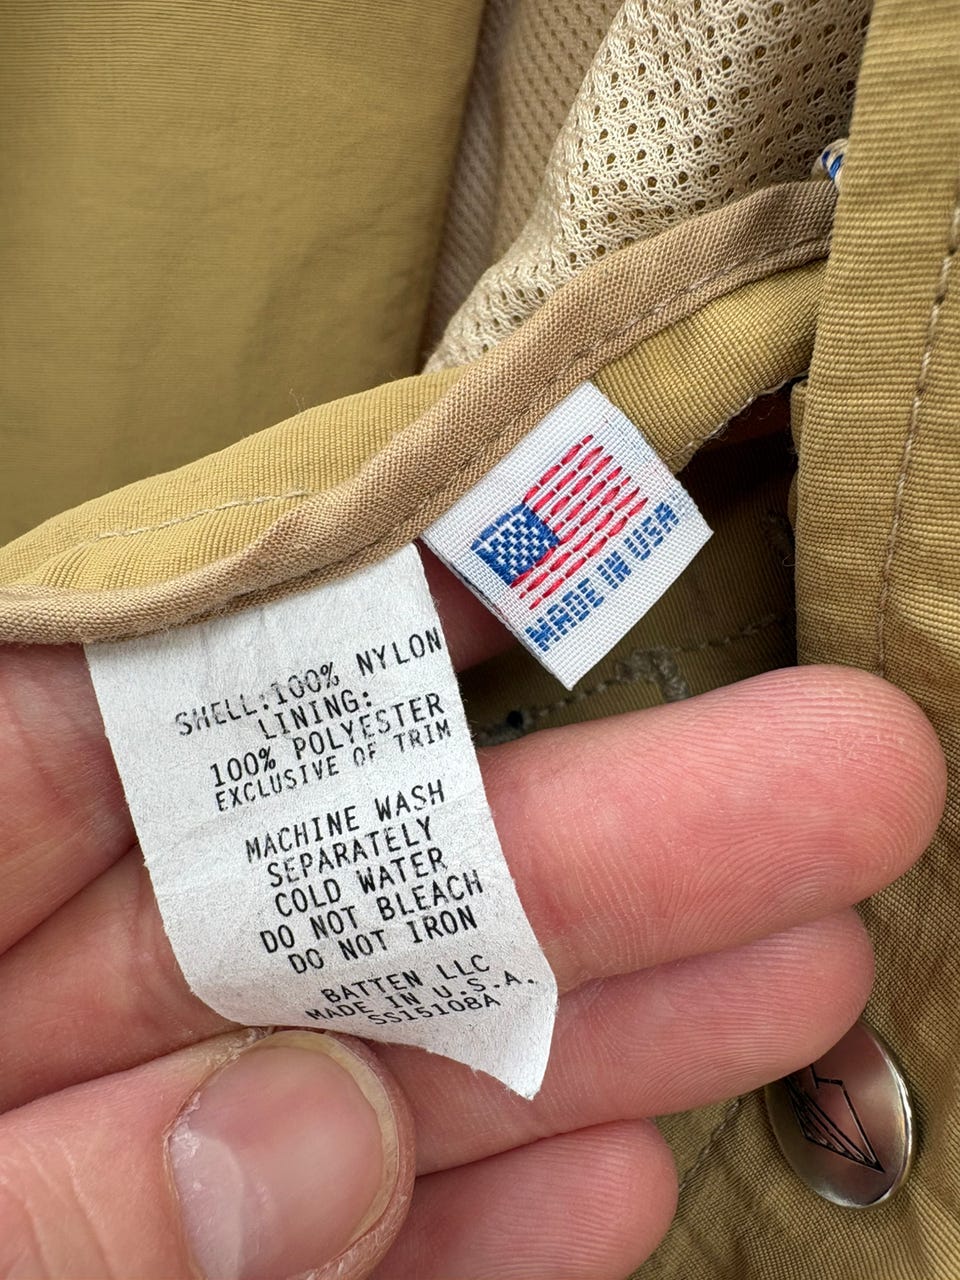 MADE IN USA
SHELL:100% NYLON
LINING:
100% POLYESTER
EXCLUSIVE OF TRIM
MACHINE WASH
SEPARATELY
COLD WATER
DO NOT BLEACH
DO NOT IRON
BATTEN LLC
MADE IN U.S.A.
SS15108A